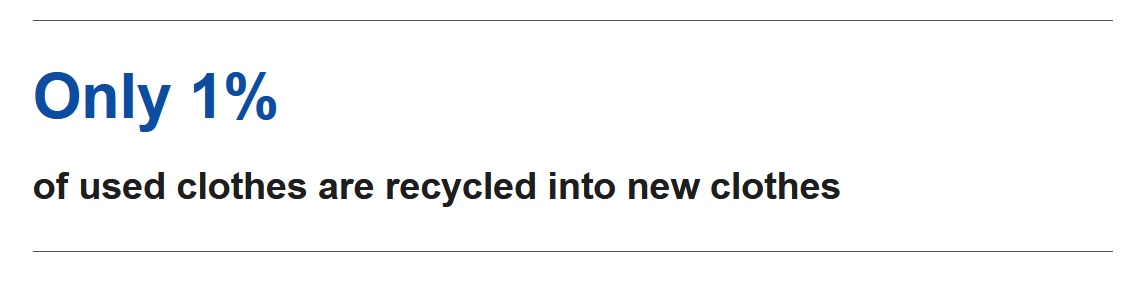 Only 1%
of used clothes are recycled into new clothes